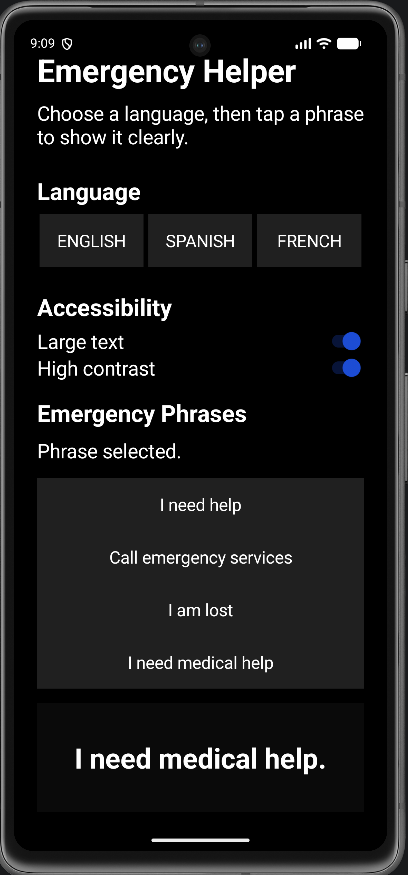 9:09
Emergency Helper
Choose a language, then tap a phrase
to show it clearly.
Language
ENGLISH SPANISH FRENCH
Accessibility
Large text
High contrast
Emergency Phrases
Phrase selected.
I need help
Call emergency services
I am lost
I need medical help
I need medical help.